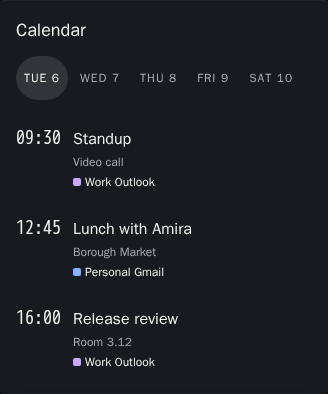 Calendar
TUE 6 WED 7 THU 8 FRI 9 SAT 10
09:30 Standup
Video call
Work Outlook
12:45 Lunch with Amira
Borough Market
Personal Gmail
16:00 Release review
Room 3.12
Work Outlook